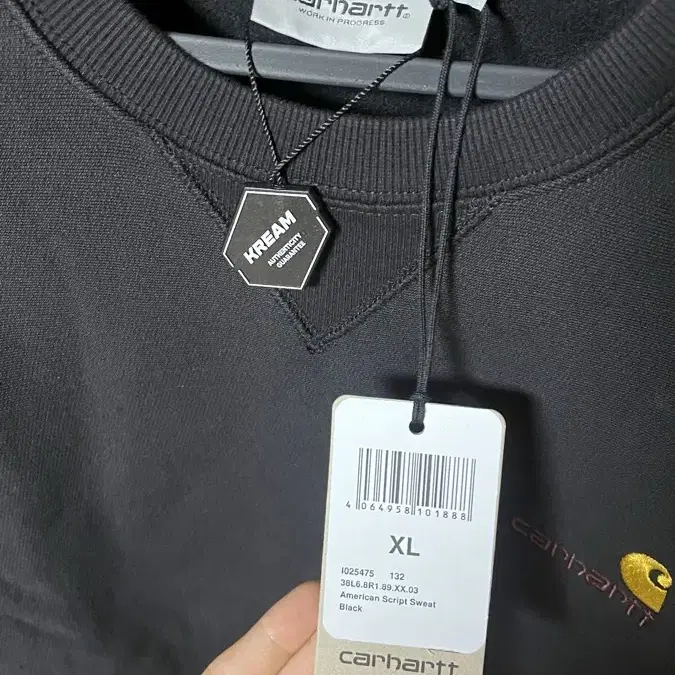 carhartt
WORK IN PROGRESS
KREAM
AUTHENTICITY
GUARANTEE
4 064958 101888
XL
I025475 132
38L6.8R1.89.XX.03
American Script Sweat
Black
carhartt
carhartt